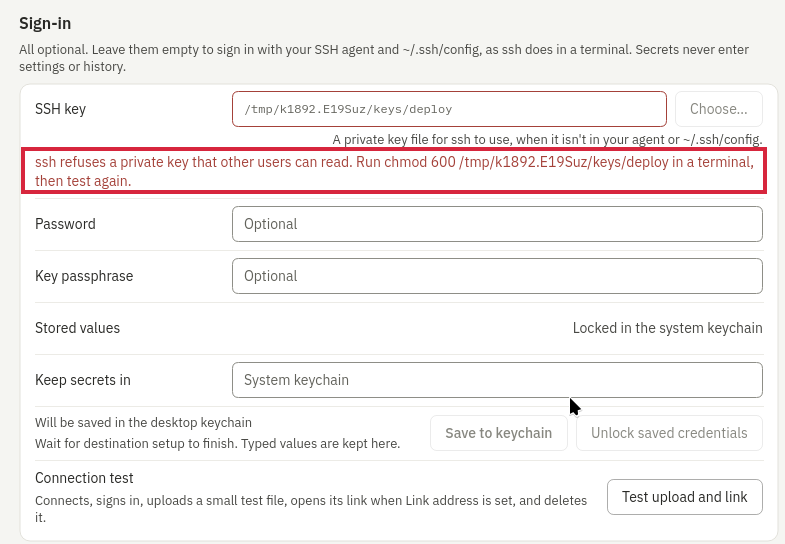 Sign-in
All optional. Leave them empty to sign in with your SSH agent and ~/.ssh/config, as ssh does in a terminal. Secrets never enter
settings or history.
SSH key
/tmp/k1892.E19Suz/keys/deploy
Choose...
A private key file for ssh to use, when it isn't in your agent or ~/.ssh/config.
ssh refuses a private key that other users can read. Run chmod 600 /tmp/k1892.E19Suz/keys/deploy in a terminal,
then test again.
Password
Optional
Key passphrase
Optional
Stored values
Locked in the system keychain
Keep secrets in
System keychain
Will be saved in the desktop keychain
Wait for destination setup to finish. Typed values are kept here.
Save to keychain
Unlock saved credentials
Connection test
Connects, signs in, uploads a small test file, opens its link when Link address is set, and deletes
it.
Test upload and link